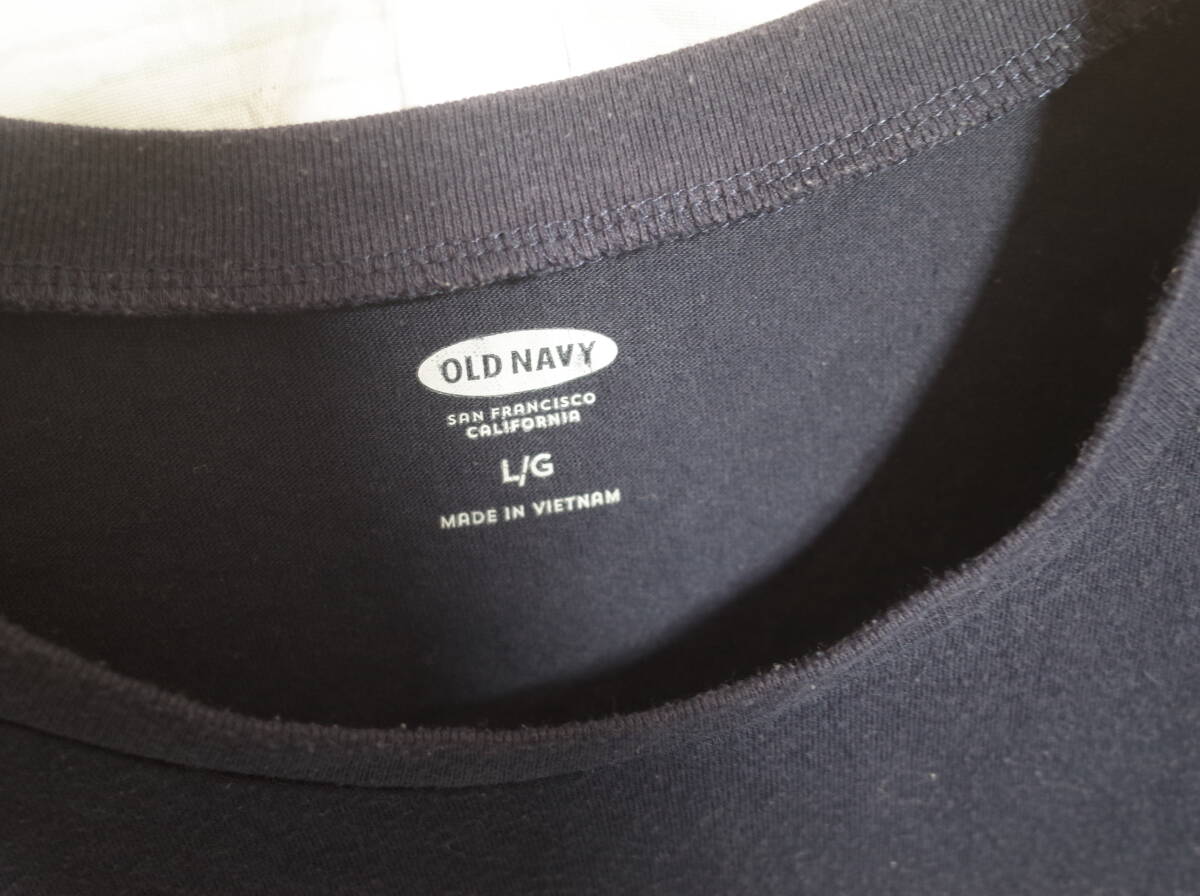 OLD NAVY
SAN FRANCISCO
CALIFORNIA
L/G
MADE IN VIETNAM